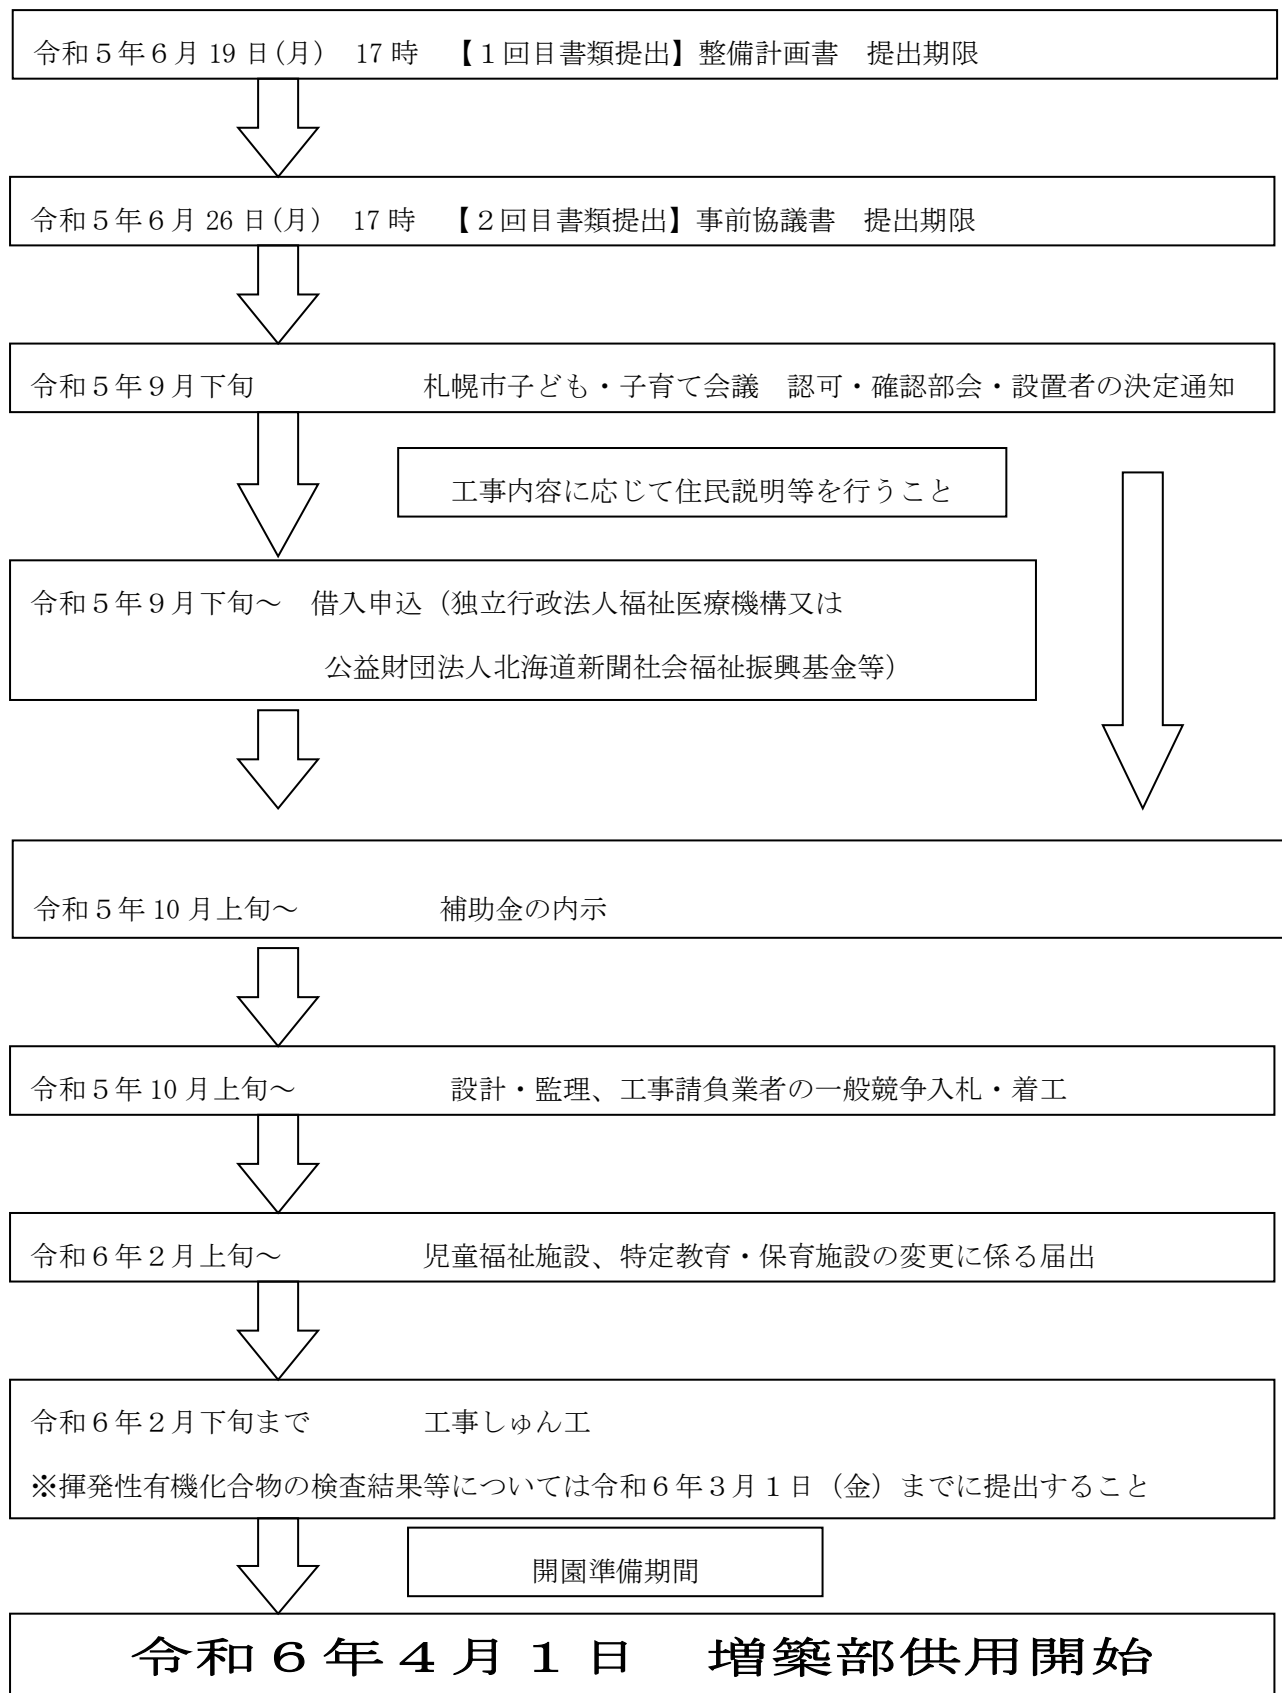 令和５年６月 19 日(月)　17 時　【１回目書類提出】整備計画書　提出期限
令和５年６月 26 日(月)　17 時　【２回目書類提出】事前協議書　提出期限
令和５年９月下旬　　　　　　札幌市子ども・子育て会議　認可・確認部会・設置者の決定通知
工事内容に応じて住民説明等を行うこと
令和５年９月下旬～　借入申込（独立行政法人福祉医療機構又は
公益財団法人北海道新聞社会福祉振興基金等）
令和５年 10 月上旬～　　　　　補助金の内示
令和５年 10 月上旬～　　　　　設計・監理、工事請負業者の一般競争入札・着工
令和６年２月上旬～　　　　　児童福祉施設、特定教育・保育施設の変更に係る届出
令和６年２月下旬まで　　　　工事しゅん工
※揮発性有機化合物の検査結果等については令和６年３月１日（金）までに提出すること
開園準備期間
令和６年４月１日　増築部供用開始